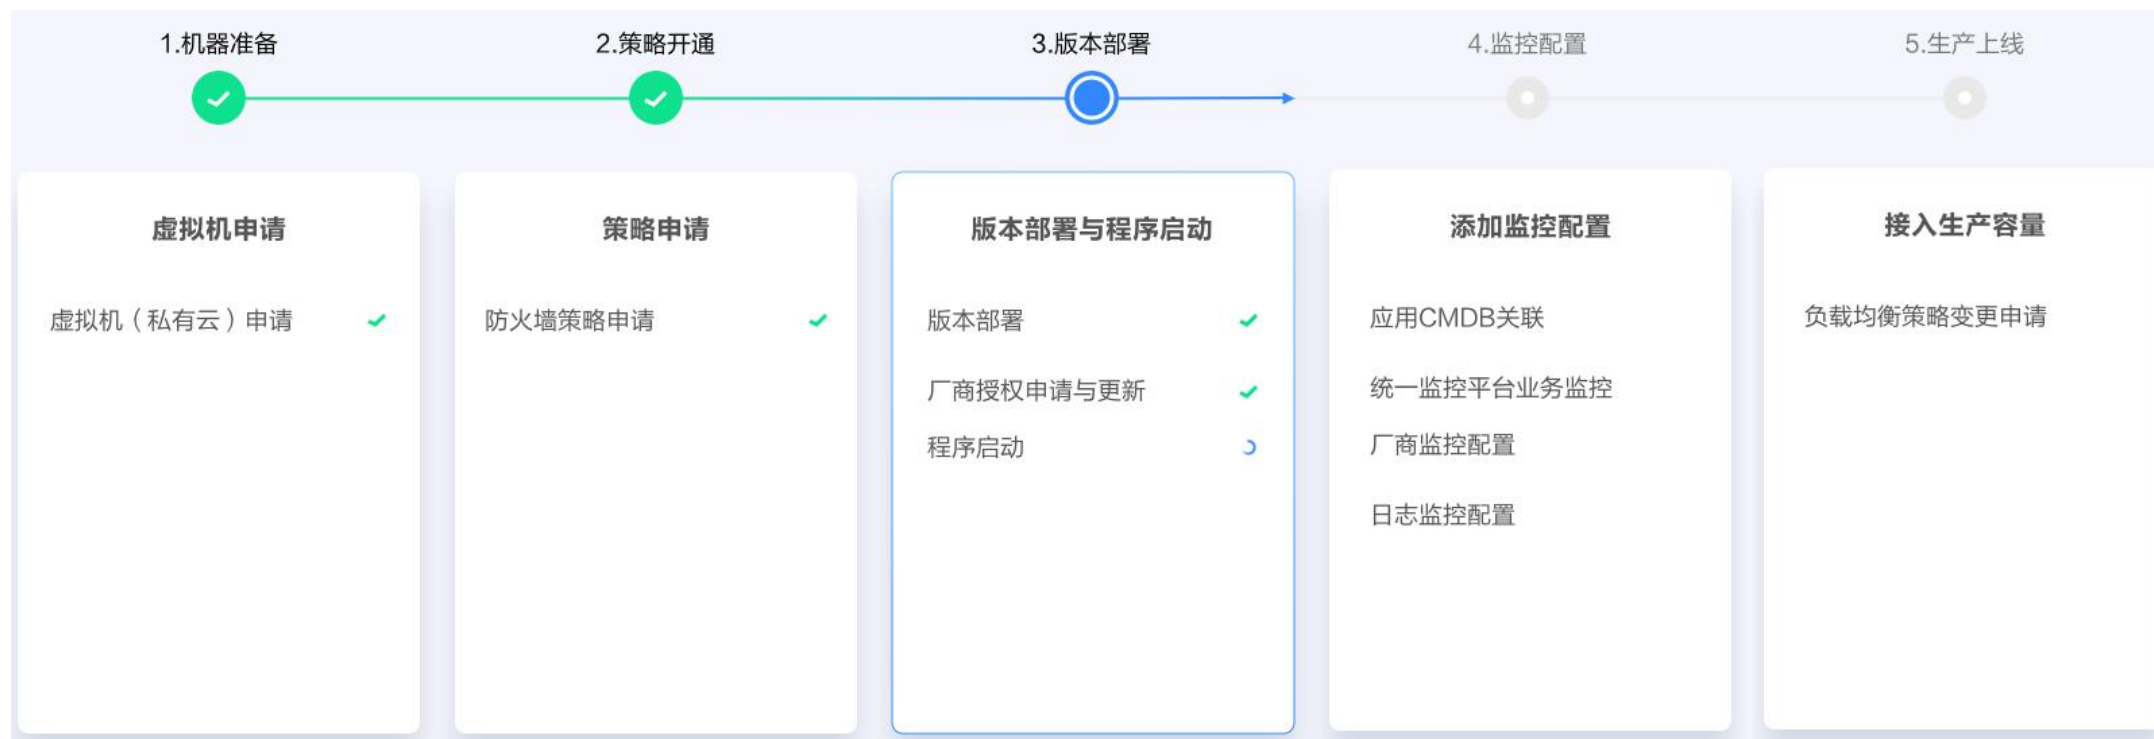 1.机器准备
2.策略开通
3.版本部署
4.监控配置
5.生产上线
虚拟机申请
虚拟机（私有云）申请
策略申请
防火墙策略申请
版本部署与程序启动
版本部署
厂商授权申请与更新
程序启动
添加监控配置
应用CMDB关联
统一监控平台业务监控
厂商监控配置
日志监控配置
接入生产容量
负载均衡策略变更申请